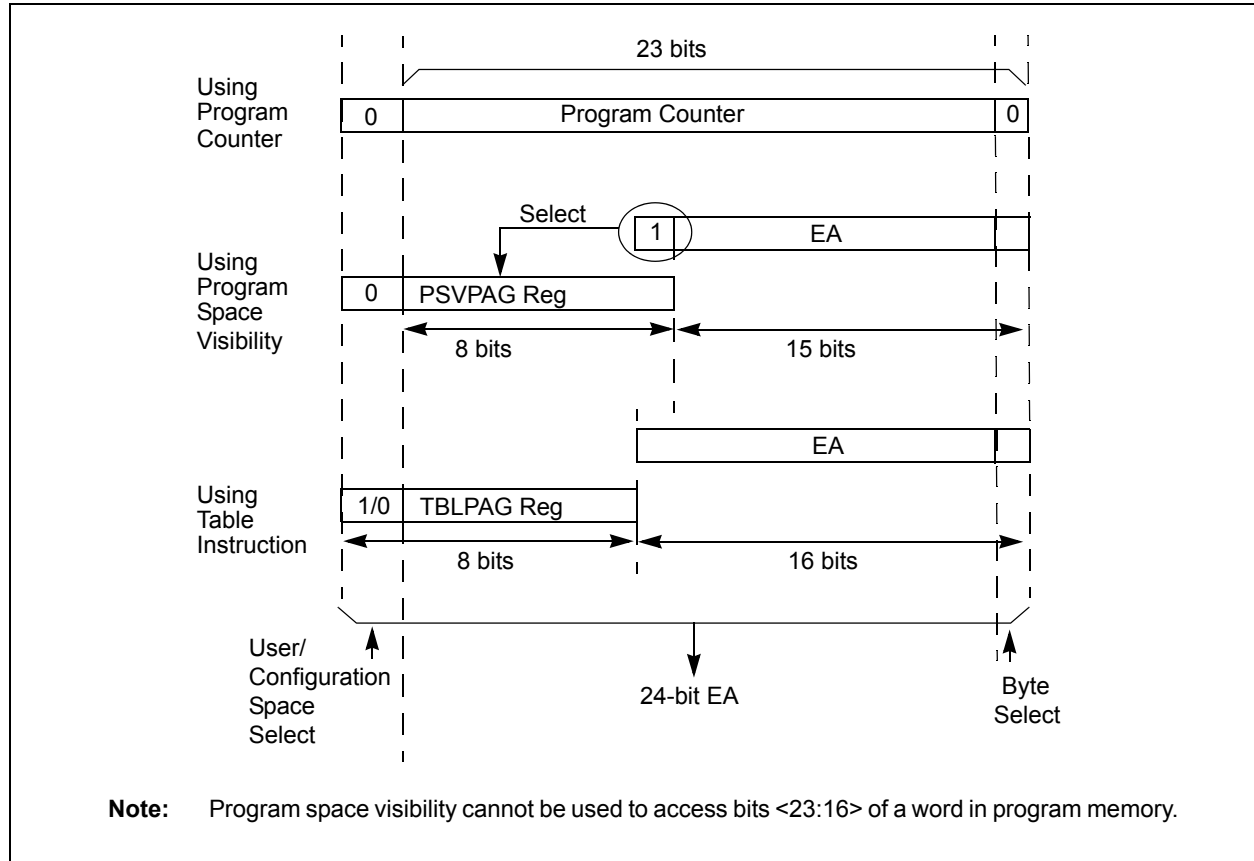 23 bits
Using
Program
Counter
0
Program Counter
0
Select
1
EA
Using
Program
Space
Visibility
0
PSVPAG Reg
8 bits
15 bits
EA
Using
Table
Instruction
1/0
TBLPAG Reg
8 bits
16 bits
User/
Configuration
Space
Select
24-bit EA
Byte
Select
Note: Program space visibility cannot be used to access bits <23:16> of a word in program memory.